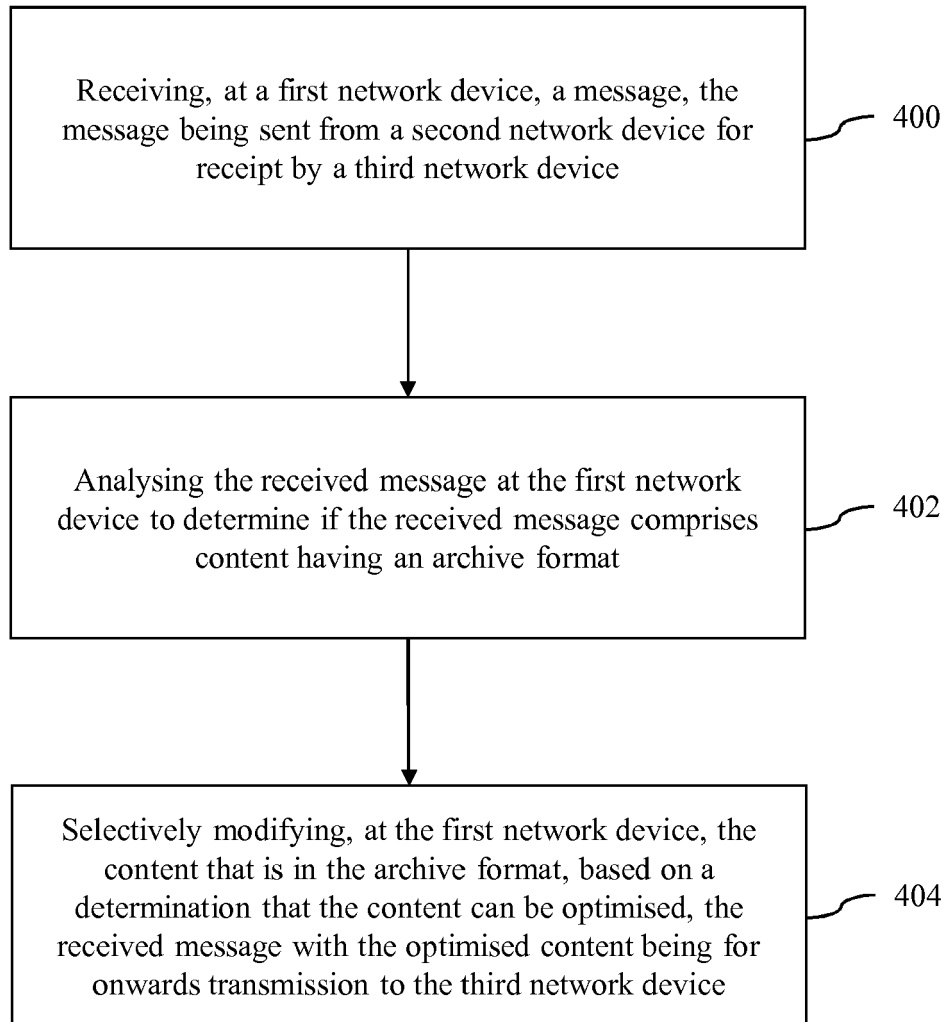 Receiving, at a first network device, a message, the
message being sent from a second network device for
receipt by a third network device
400
Analysing the received message at the first network
device to determine if the received message comprises
content having an archive format
402
Selectively modifying, at the first network device, the
content that is in the archive format, based on a
determination that the content can be optimised, the
received message with the optimised content being for
onwards transmission to the third network device
404